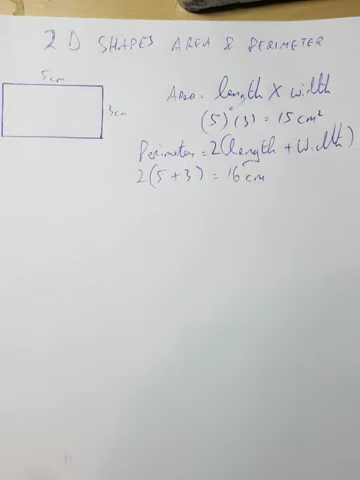 2D SHAPES AREA & PERIMETER
5cm
3cm
Area. length X width
(5)(3) = 15cm²
Perimeter = 2(length + width)
2(5+3) = 16cm